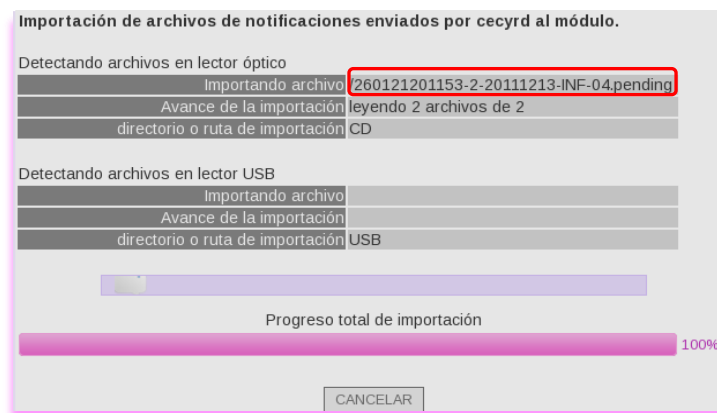 Importación de archivos de notificaciones enviados por cecyrd al módulo.
Detectando archivos en lector óptico
Importando archivo /260121201153-2-20111213-INF-04.pending
Avance de la importación leyendo 2 archivos de 2
directorio o ruta de importación CD
Detectando archivos en lector USB
Importando archivo
Avance de la importación
directorio o ruta de importación USB
Progreso total de importación
100%
CANCELAR